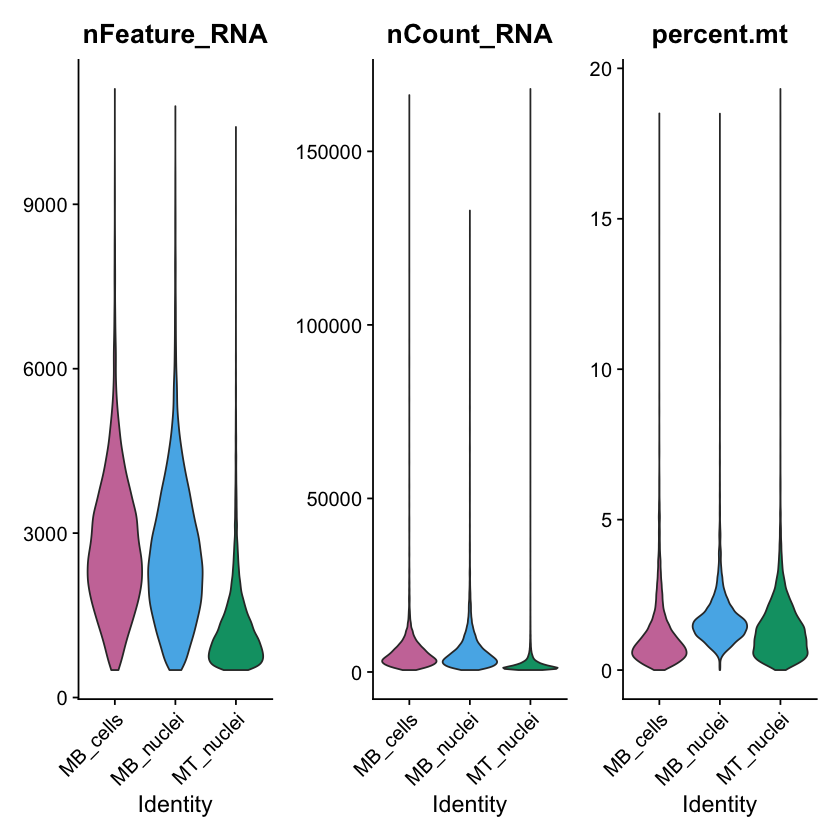 nFeature_RNA
9000
6000
3000
0
MB_cells
MB_nuclei
MT_nuclei
Identity
nCount_RNA
150000
100000
50000
0
MB_cells
MB_nuclei
MT_nuclei
Identity
percent.mt
20
15
10
5
0
MB_cells
MB_nuclei
MT_nuclei
Identity